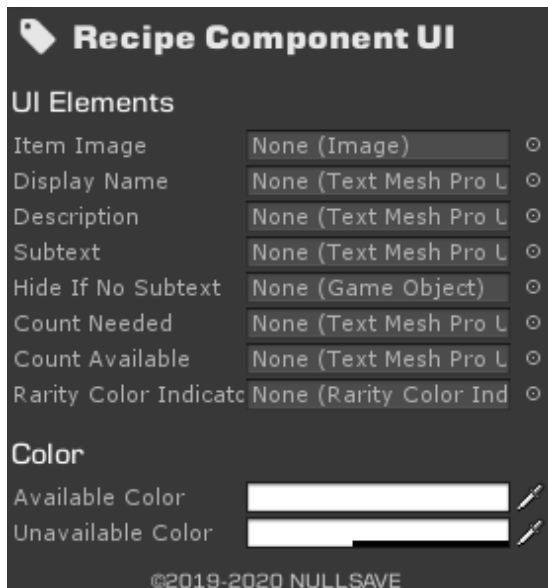 Recipe Component UI
UI Elements
Item Image None (Image)
Display Name None (Text Mesh Pro U
Description None (Text Mesh Pro U
Subtext None (Text Mesh Pro U
Hide If No Subtext None (Game Object)
Count Needed None (Text Mesh Pro U
Count Available None (Text Mesh Pro U
Rarity Color Indicato None (Rarity Color Ind
Color
Available Color
Unavailable Color
©2019-2020 NULLSAVE